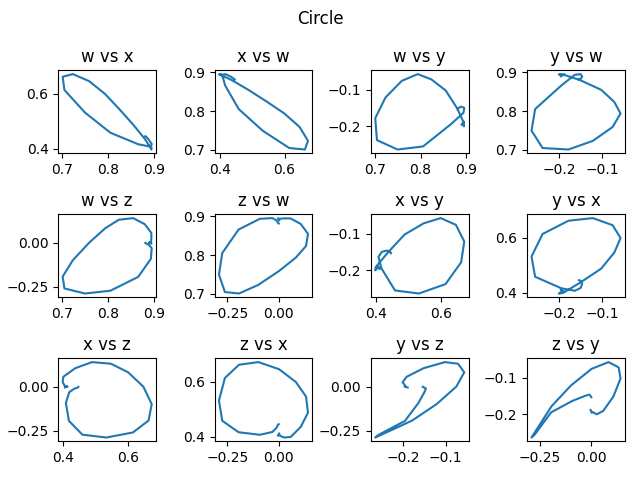 Circle
w vs x
x vs w
w vs y
y vs w
0.6
0.4
0.7 0.8 0.9
0.9
0.8
0.7
0.4 0.6
−0.1
−0.2
0.7 0.8 0.9
0.9
0.8
0.7
−0.2 −0.1
w vs z
z vs w
x vs y
y vs x
0.00
−0.25
0.7 0.8 0.9
0.9
0.8
0.7
−0.25 0.00
−0.1
−0.2
0.4 0.6
0.6
0.4
−0.2 −0.1
x vs z
z vs x
y vs z
z vs y
0.00
−0.25
0.4 0.6
0.6
0.4
−0.25 0.00
0.00
−0.25
−0.2 −0.1
−0.1
−0.2
−0.25 0.00